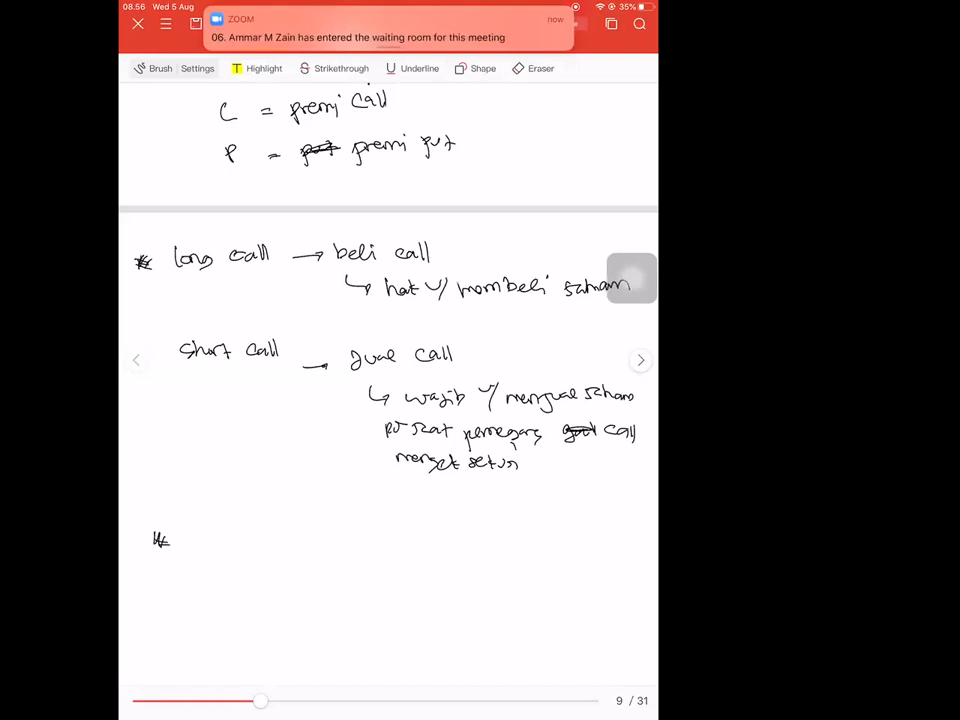 08.56 Wed 5 Aug
35%
ZOOM
now
06. Ammar M Zain has entered the waiting room for this meeting
Brush Settings Highlight Strikethrough Underline Shape Eraser
C = premi call
P = premi put
* long call → beli call
↳ hak u/ membeli saham
short call → jual call
↳ wajib u/ menjual saham
pd saat pemegang call
*
9 / 31